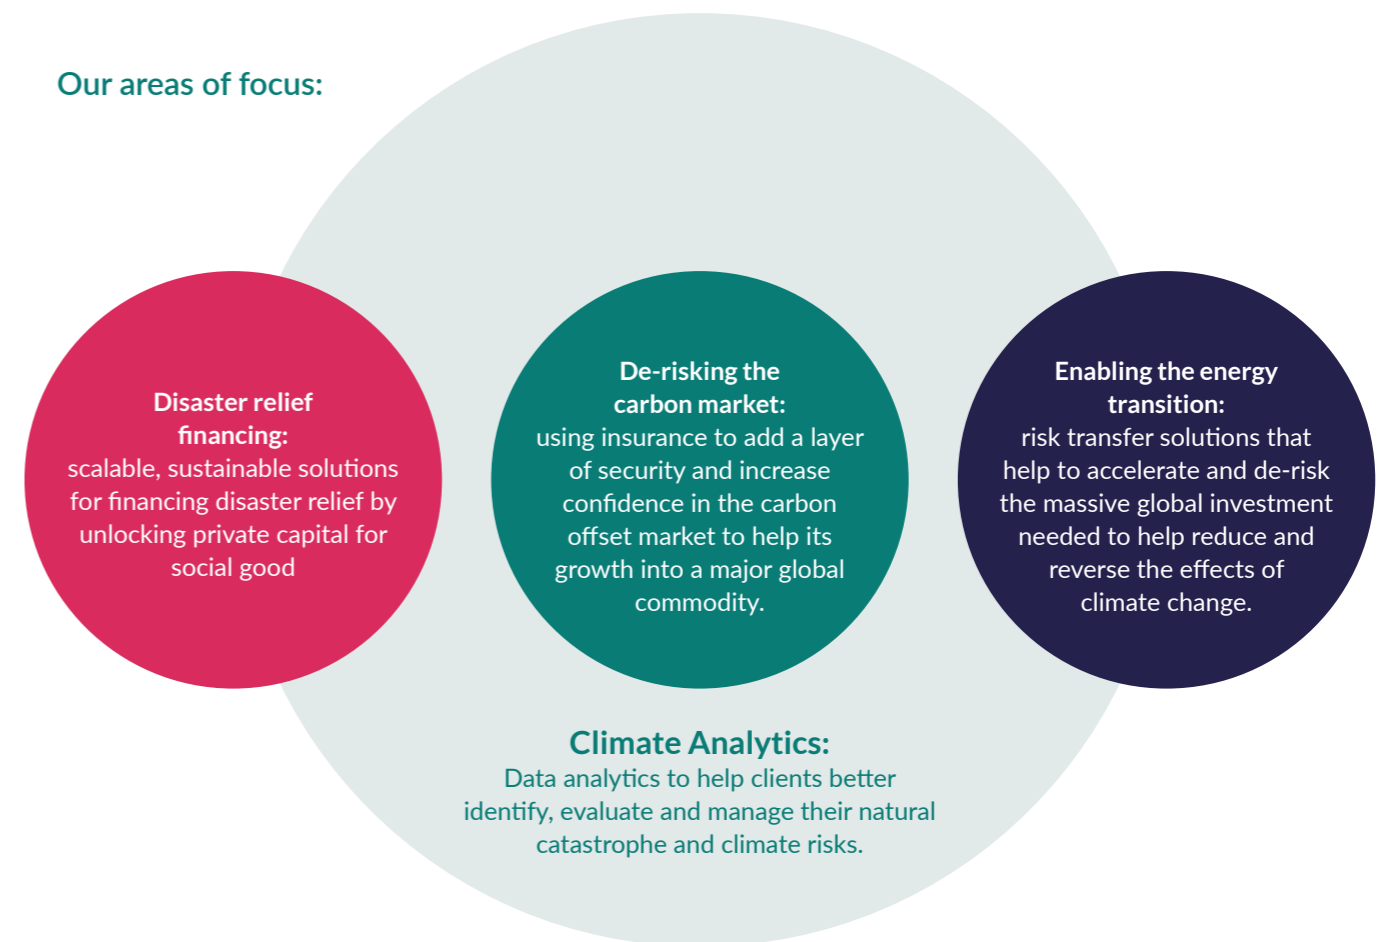 Our areas of focus:
Disaster relief
financing:
scalable, sustainable solutions
for financing disaster relief by
unlocking private capital for
social good
De-risking the
carbon market:
using insurance to add a layer
of security and increase
confidence in the carbon
offset market to help its
growth into a major global
commodity.
Enabling the energy
transition:
risk transfer solutions that
help to accelerate and de-risk
the massive global investment
needed to help reduce and
reverse the effects of
climate change.
Climate Analytics:
Data analytics to help clients better
identify, evaluate and manage their natural
catastrophe and climate risks.